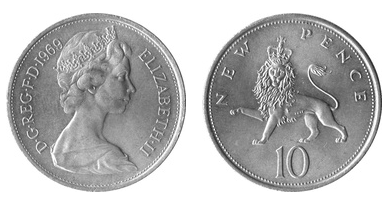 D·G·REG·F·D·1969 ELIZABETH·II
NEW PENCE
10